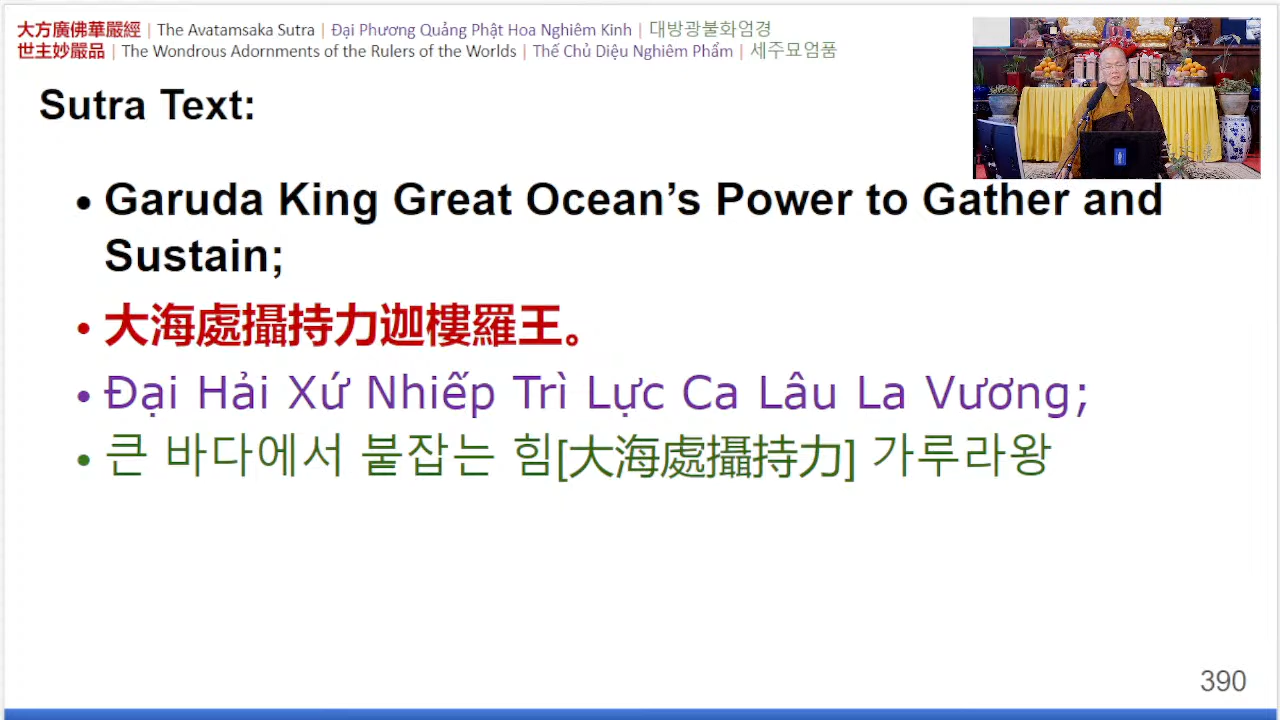 大方廣佛華嚴經 | The Avatamsaka Sutra | Đại Phương Quảng Phật Hoa Nghiêm Kinh | 대방광불화엄경
世主妙嚴品 | The Wondrous Adornments of the Rulers of the Worlds | Thế Chủ Diệu Nghiêm Phẩm | 세주묘엄품
Sutra Text:
• Garuda King Great Ocean’s Power to Gather and
Sustain;
• 大海處攝持力迦樓羅王。
• Đại Hải Xứ Nhiếp Trì Lực Ca Lâu La Vương;
• 큰 바다에서 붙잡는 힘[大海處攝持力] 가루라왕
390